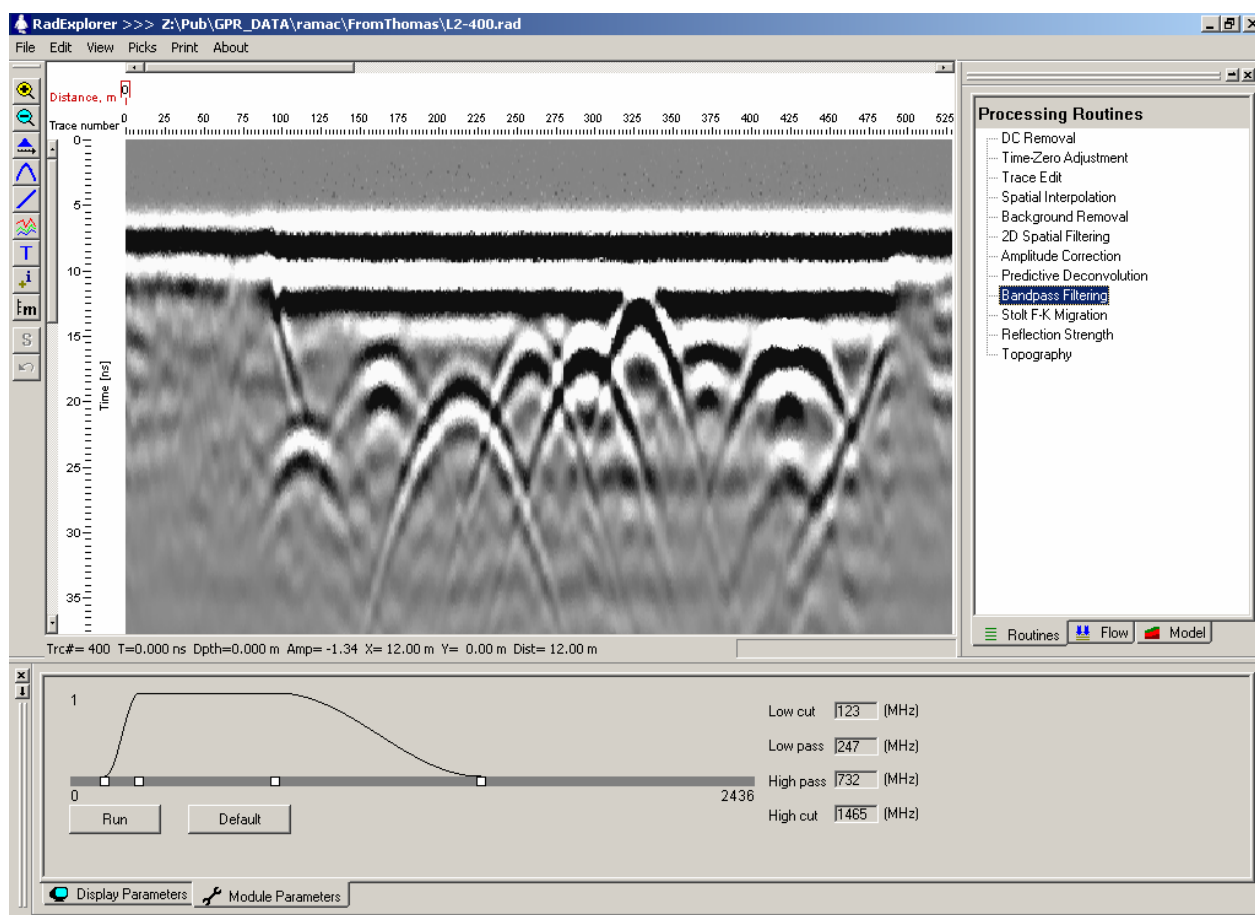 RadExplorer >>> Z:\Pub\GPR_DATA\ramac\FromThomas\L2-400.rad
File Edit View Picks Print About
Distance, m 0
Trace number 0 25 50 75 100 125 150 175 200 225 250 275 300 325 350 375 400 425 450 475 500 525
0
5
10
15
20
25
30
35
Time [ns]
T
i
m
S
Processing Routines
DC Removal
Time-Zero Adjustment
Trace Edit
Spatial Interpolation
Background Removal
2D Spatial Filtering
Amplitude Correction
Predictive Deconvolution
Bandpass Filtering
Stolt F-K Migration
Reflection Strength
Topography
Routines Flow Model
Trc#= 400 T=0.000 ns Dpth=0.000 m Amp= -1.34 X= 12.00 m Y= 0.00 m Dist= 12.00 m
1
0 2436
Run Default
Low cut 123 (MHz)
Low pass 247 (MHz)
High pass 732 (MHz)
High cut 1465 (MHz)
Display Parameters Module Parameters